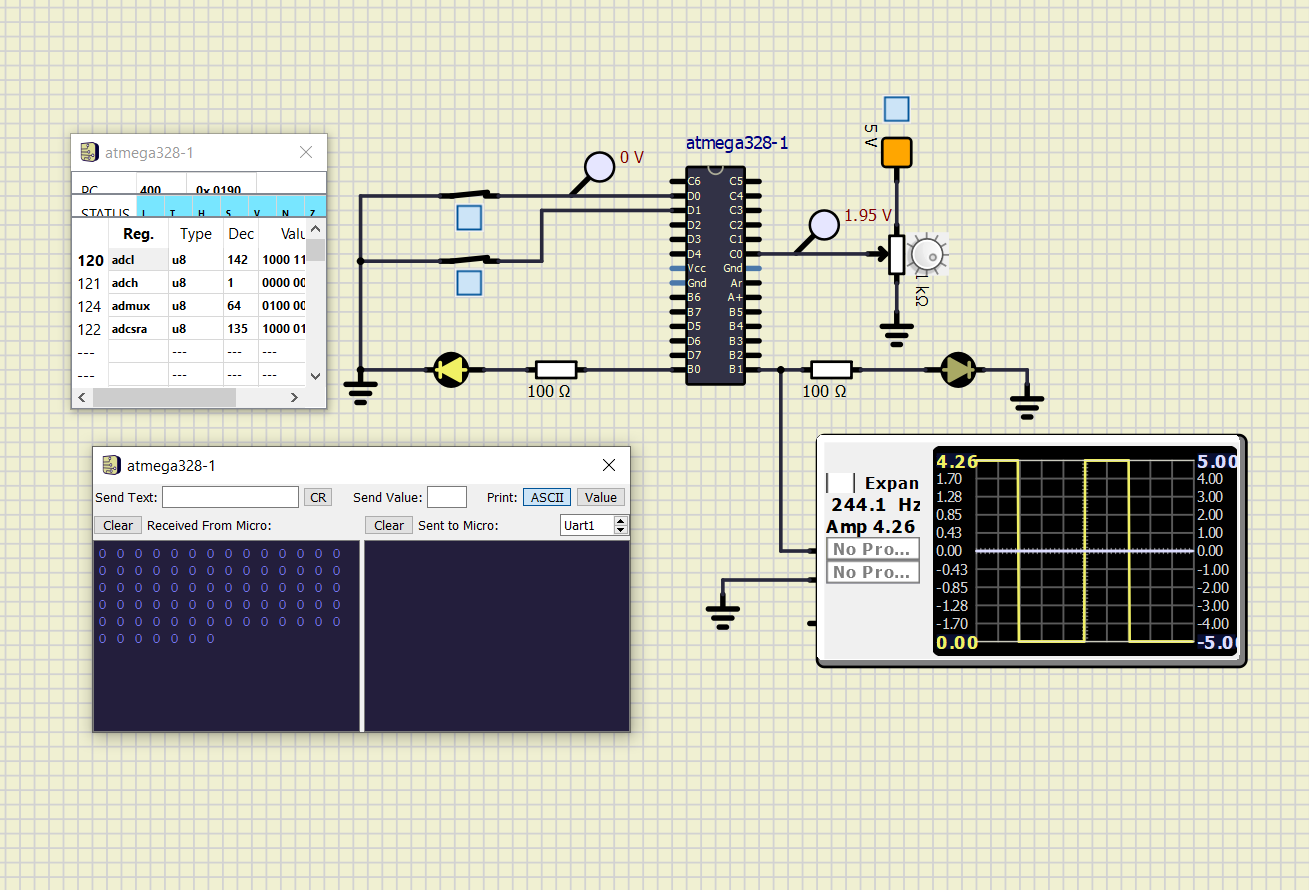 atmega328-1
PC 400 0x 0190
STATUS I T H S V N Z
Reg. Type Dec Valu
120 adcl u8 142 1000 11
121 adch u8 1 0000 00
124 admux u8 64 0100 00
122 adcsra u8 135 1000 01
--- --- --- ---
--- --- --- ---
0 V
atmega328-1
C6 C5
D0 C4
D1 C3
D2 C2
D3 C1
D4 C0
Vcc Gnd
Gnd Ar
B6 A+
B7 B5
D5 B4
D6 B3
D7 B2
B0 B1
5 V
1.95 V
1 kΩ
100 Ω
100 Ω
atmega328-1
Send Text: CR Send Value: Print: ASCII Value
Clear Received From Micro: Clear Sent to Micro: Uart1
0 0 0 0 0 0 0 0 0 0 0 0 0 0
0 0 0 0 0 0 0 0 0 0 0 0 0 0
0 0 0 0 0 0 0 0 0 0 0 0 0 0
0 0 0 0 0 0 0 0 0 0 0 0 0 0
0 0 0 0 0 0 0 0 0 0 0 0 0 0
0 0 0 0 0 0 0
Expan
244.1 Hz
Amp 4.26
No Pro...
No Pro...
4.26 5.00
1.70 4.00
1.28 3.00
0.85 2.00
0.43 1.00
0.00 0.00
-0.43 -1.00
-0.85 -2.00
-1.28 -3.00
-1.70 -4.00
0.00 -5.00